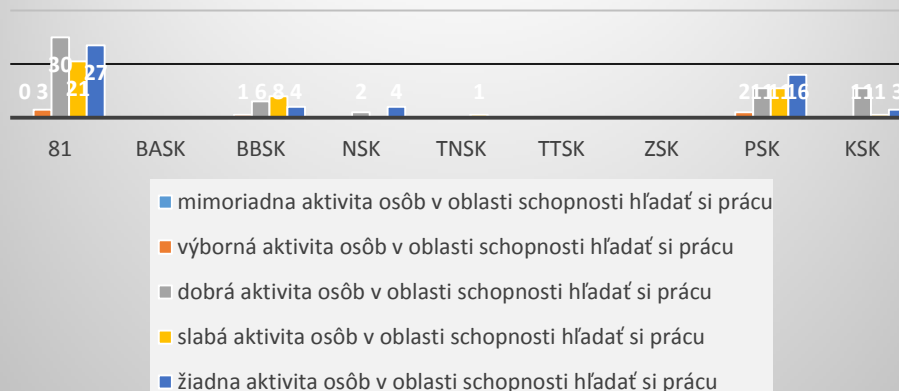 30
27
21
0 3
1 6 8 4
2 4
1
2 11 11 16
11 1 3
81 BASK BBSK NSK TNSK TTSK ZSK PSK KSK
mimoriadna aktivita osôb v oblasti schopnosti hľadať si prácu
výborná aktivita osôb v oblasti schopnosti hľadať si prácu
dobrá aktivita osôb v oblasti schopnosti hľadať si prácu
slabá aktivita osôb v oblasti schopnosti hľadať si prácu
žiadna aktivita osôb v oblasti schopnosti hľadať si prácu